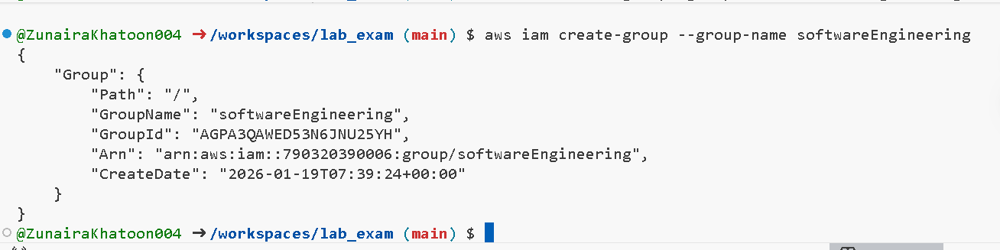 @ZunairaKhatoon004 ➜ /workspaces/lab_exam (main) $ aws iam create-group --group-name softwareEngineering
{
    "Group": {
        "Path": "/",
        "GroupName": "softwareEngineering",
        "GroupId": "AGPA3QAWED53N6JNU25YH",
        "Arn": "arn:aws:iam::790320390006:group/softwareEngineering",
        "CreateDate": "2026-01-19T07:39:24+00:00"
    }
}
@ZunairaKhatoon004 ➜ /workspaces/lab_exam (main) $